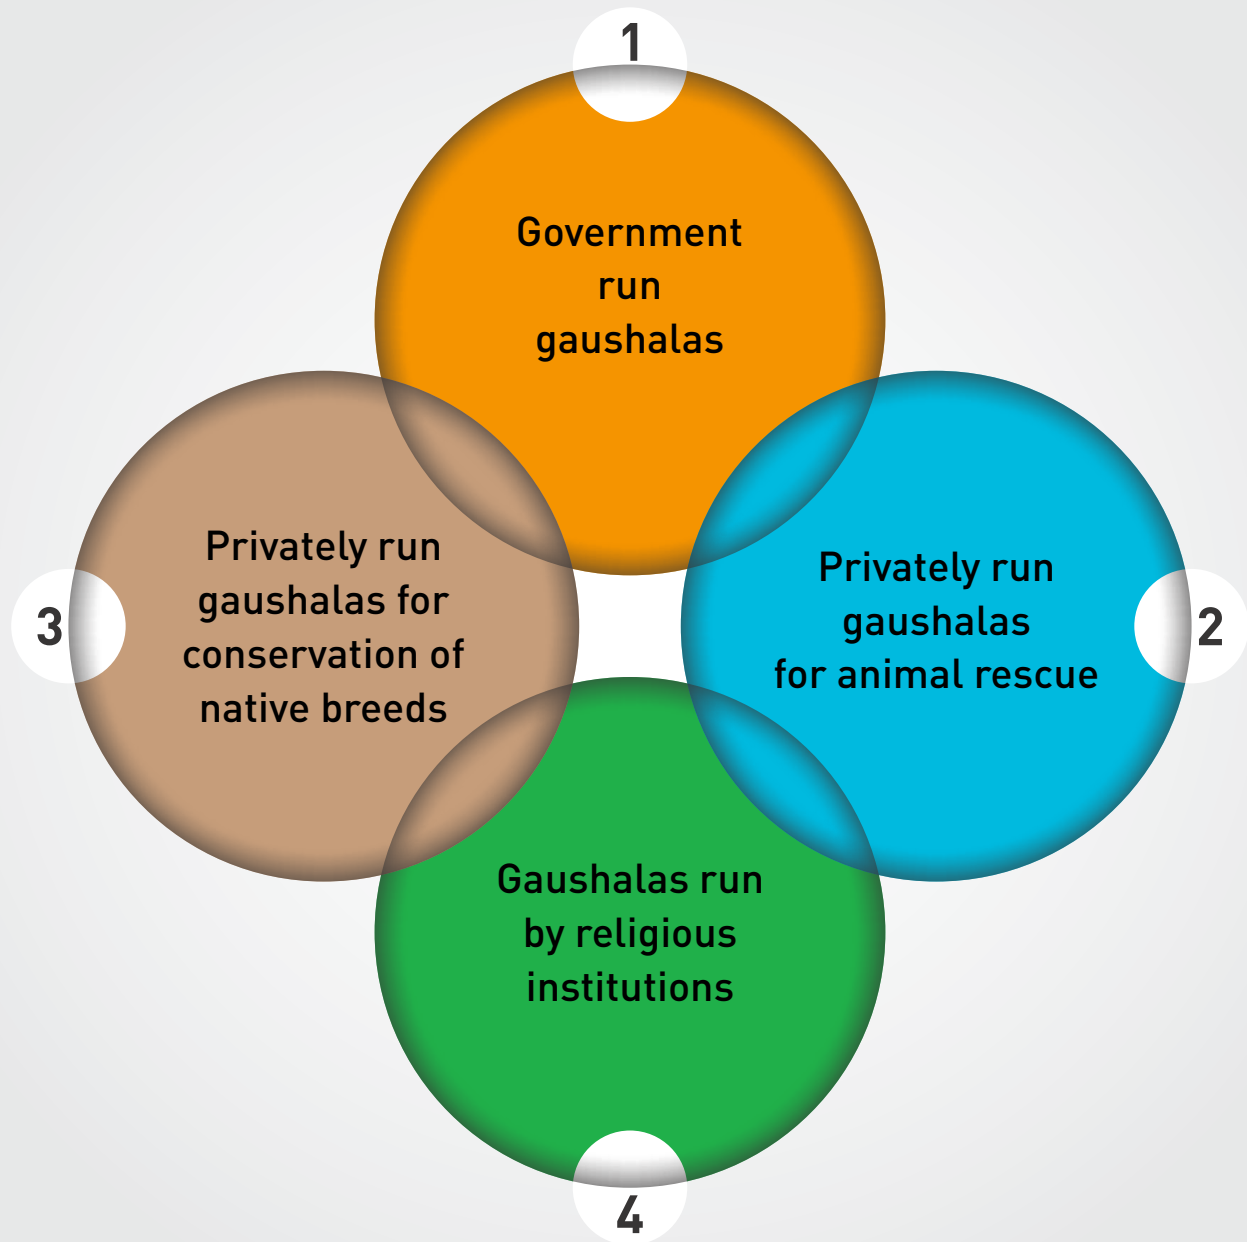 1
Government
run
gaushalas
Privately run
gaushalas
for animal rescue
2
3
Privately run
gaushalas for
conservation of
native breeds
Gaushalas run
by religious
institutions
4